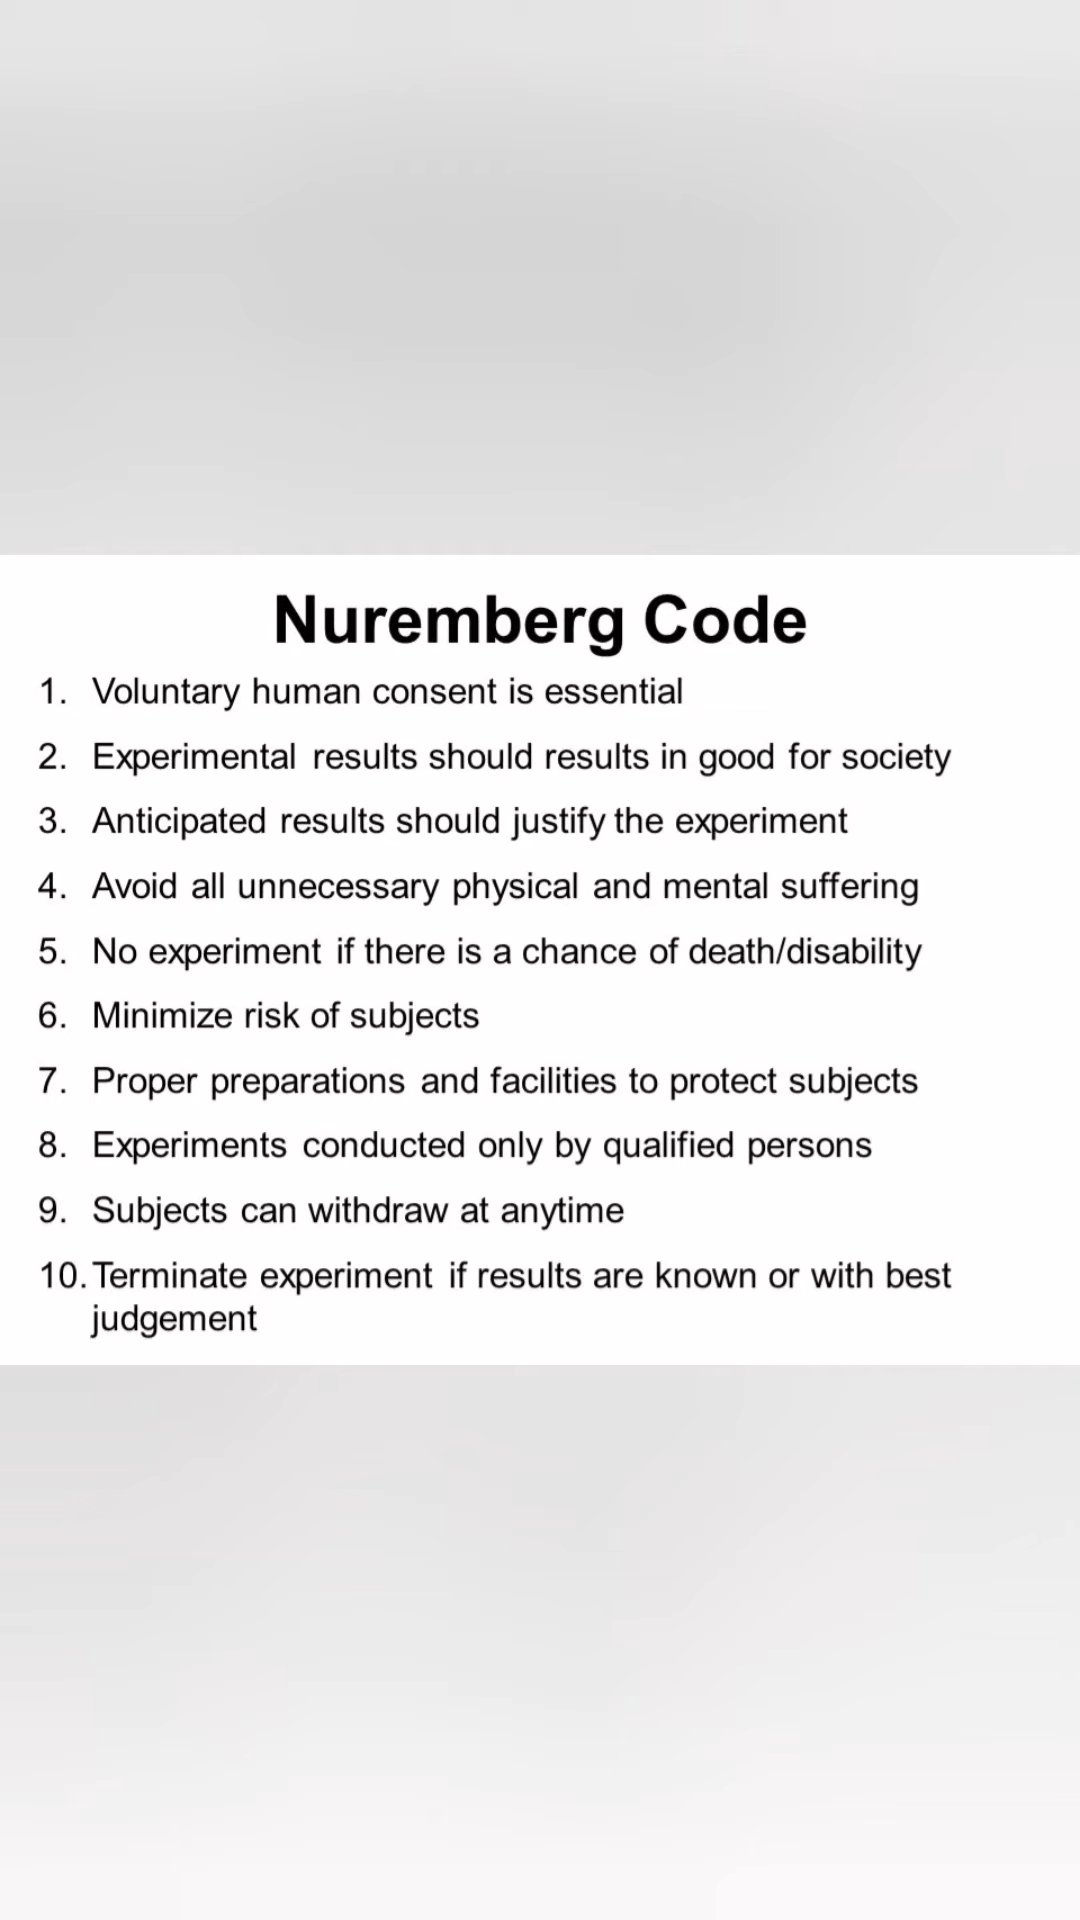 Nuremberg Code
1. Voluntary human consent is essential
2. Experimental results should results in good for society
3. Anticipated results should justify the experiment
4. Avoid all unnecessary physical and mental suffering
5. No experiment if there is a chance of death/disability
6. Minimize risk of subjects
7. Proper preparations and facilities to protect subjects
8. Experiments conducted only by qualified persons
9. Subjects can withdraw at anytime
10. Terminate experiment if results are known or with best
judgement